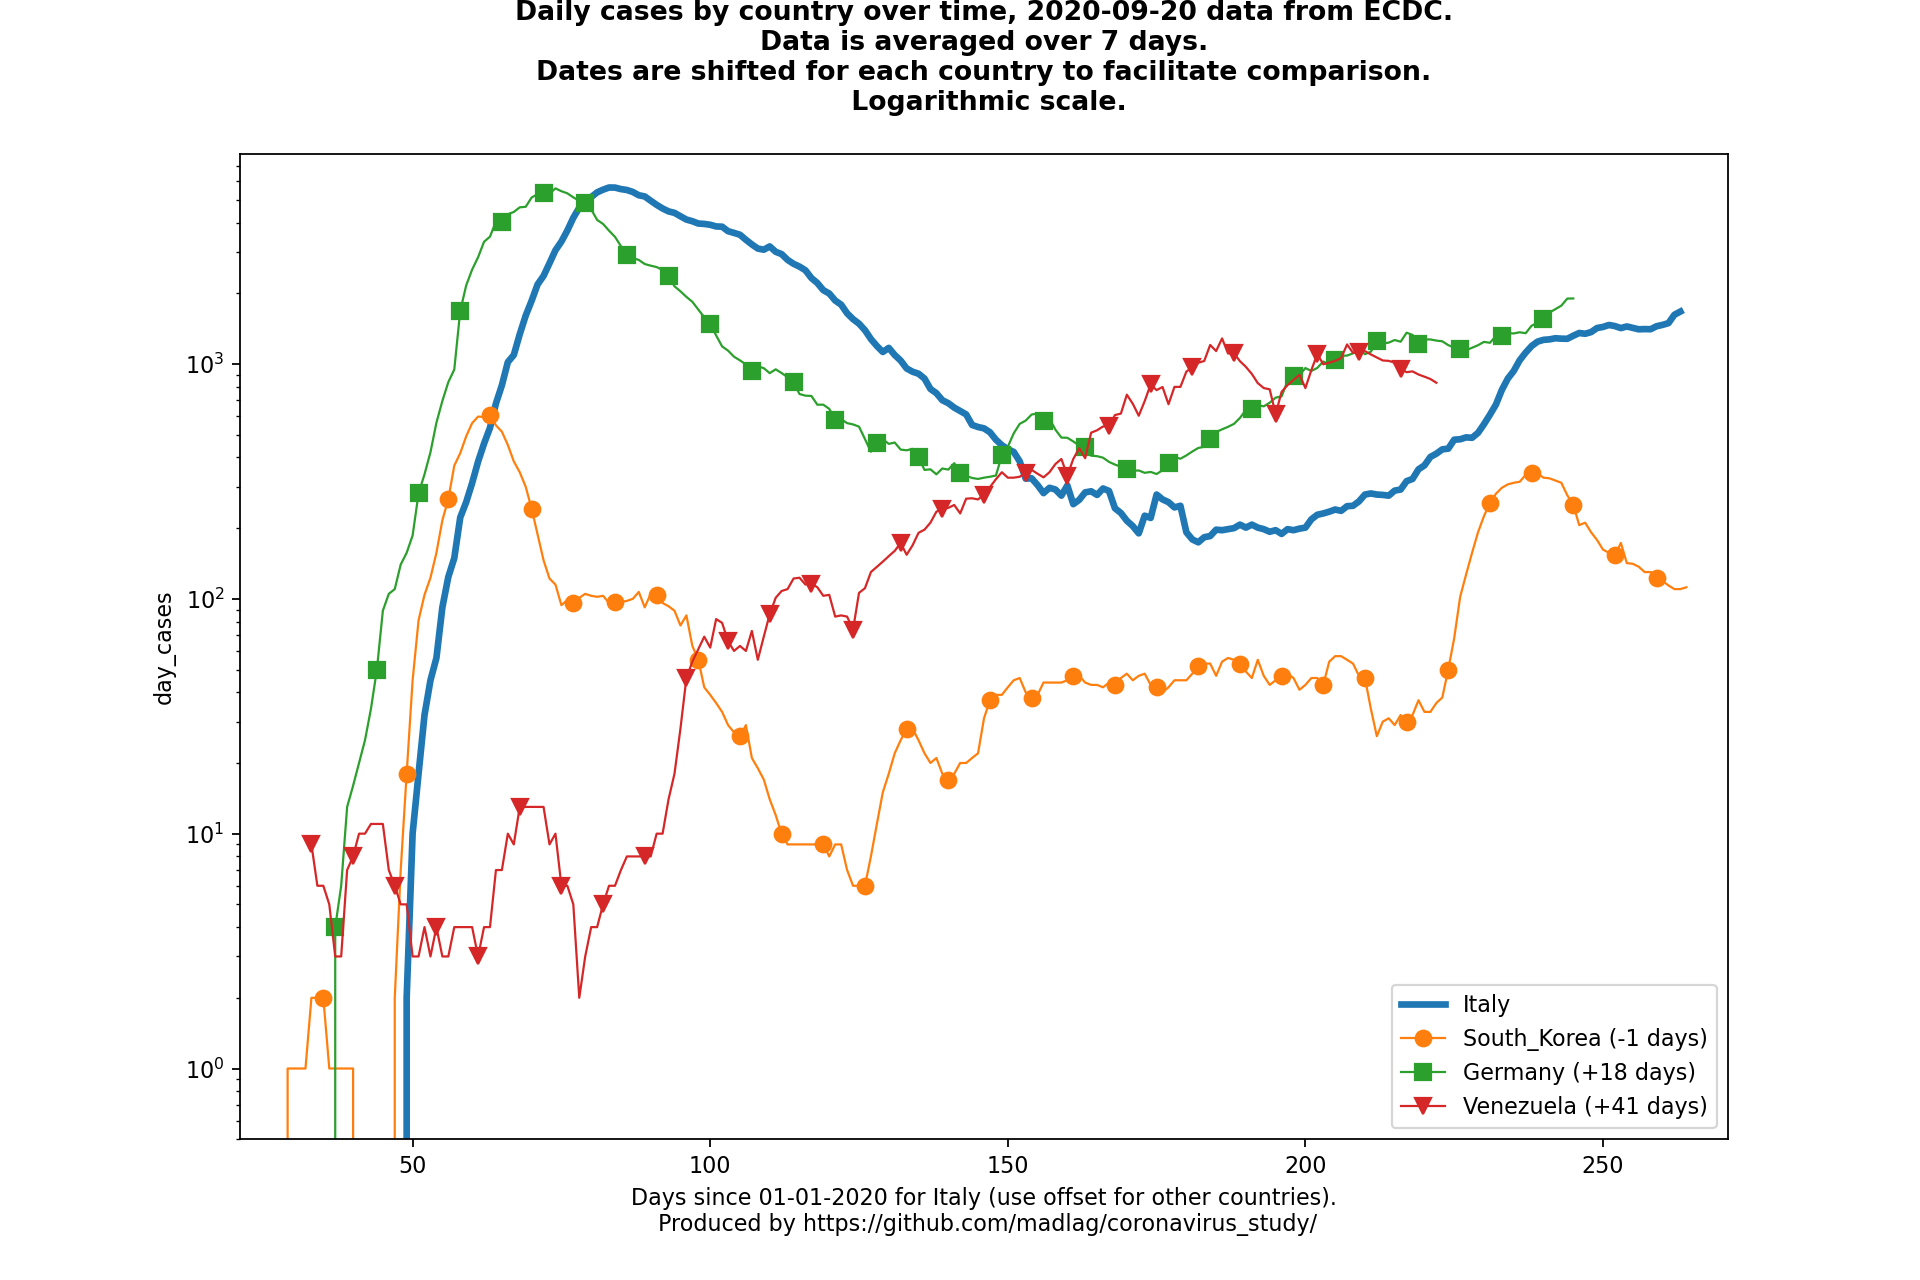 Daily cases by country over time, 2020-09-20 data from ECDC.
Data is averaged over 7 days.
Dates are shifted for each country to facilitate comparison.
Logarithmic scale.
10³
10²
10¹
10⁰
day_cases
50 100 150 200 250
Italy
South_Korea (-1 days)
Germany (+18 days)
Venezuela (+41 days)
Days since 01-01-2020 for Italy (use offset for other countries).
Produced by https://github.com/madlag/coronavirus_study/